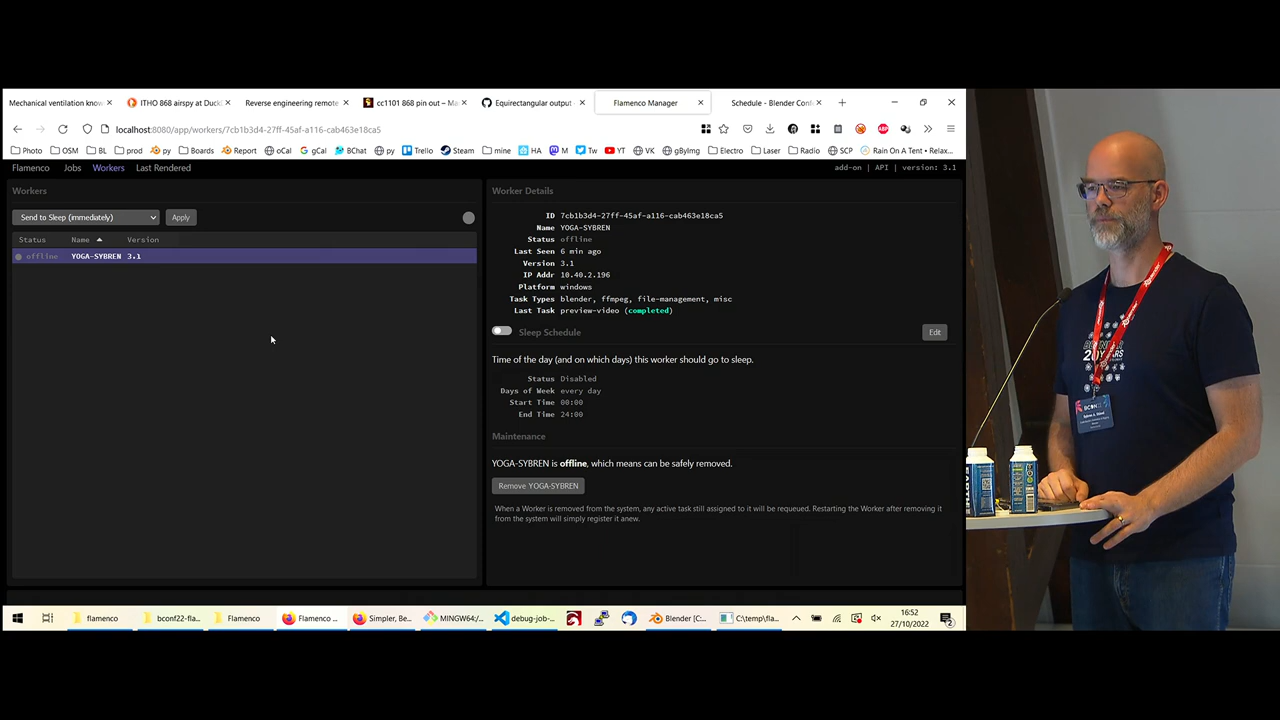 Mechanical ventilation know
ITHO 868 airspy at Duck
Reverse engineering remote
cc1101 868 pin out – Ma
Equirectangular output
Flamenco Manager
Schedule - Blender Conf
localhost:8080/app/workers/7cb1b3d4-27ff-45af-a116-cab463e18ca5
Photo OSM BL prod py Boards Report oCal gCal BChat py Trello Steam mine HA M Tw YT VK gByImg Electro Laser Radio SCP Rain On A Tent • Relax...
Flamenco Jobs Workers Last Rendered
add-on | API | version: 3.1
Workers
Send to Sleep (immediately) Apply
Status Name Version
offline YOGA-SYBREN 3.1
Worker Details
ID 7cb1b3d4-27ff-45af-a116-cab463e18ca5
Name YOGA-SYBREN
Status offline
Last Seen 6 min ago
Version 3.1
IP Addr 10.40.2.196
Platform windows
Task Types blender, ffmpeg, file-management, misc
Last Task preview-video (completed)
Sleep Schedule Edit
Time of the day (and on which days) this worker should go to sleep.
Status Disabled
Days of Week every day
Start Time 00:00
End Time 24:00
Maintenance
YOGA-SYBREN is offline, which means can be safely removed.
Remove YOGA-SYBREN
When a Worker is removed from the system, any active task still assigned to it will be requeued. Restarting the Worker after removing it
from the system will simply register it anew.
flamenco
bconf22-fla...
Flamenco
Flamenco ...
Simpler, Be...
MINGW64:/...
debug-job-...
Blender [C:...
C:\temp\fla...
16:52
27/10/2022
2
20YEARS
BCON